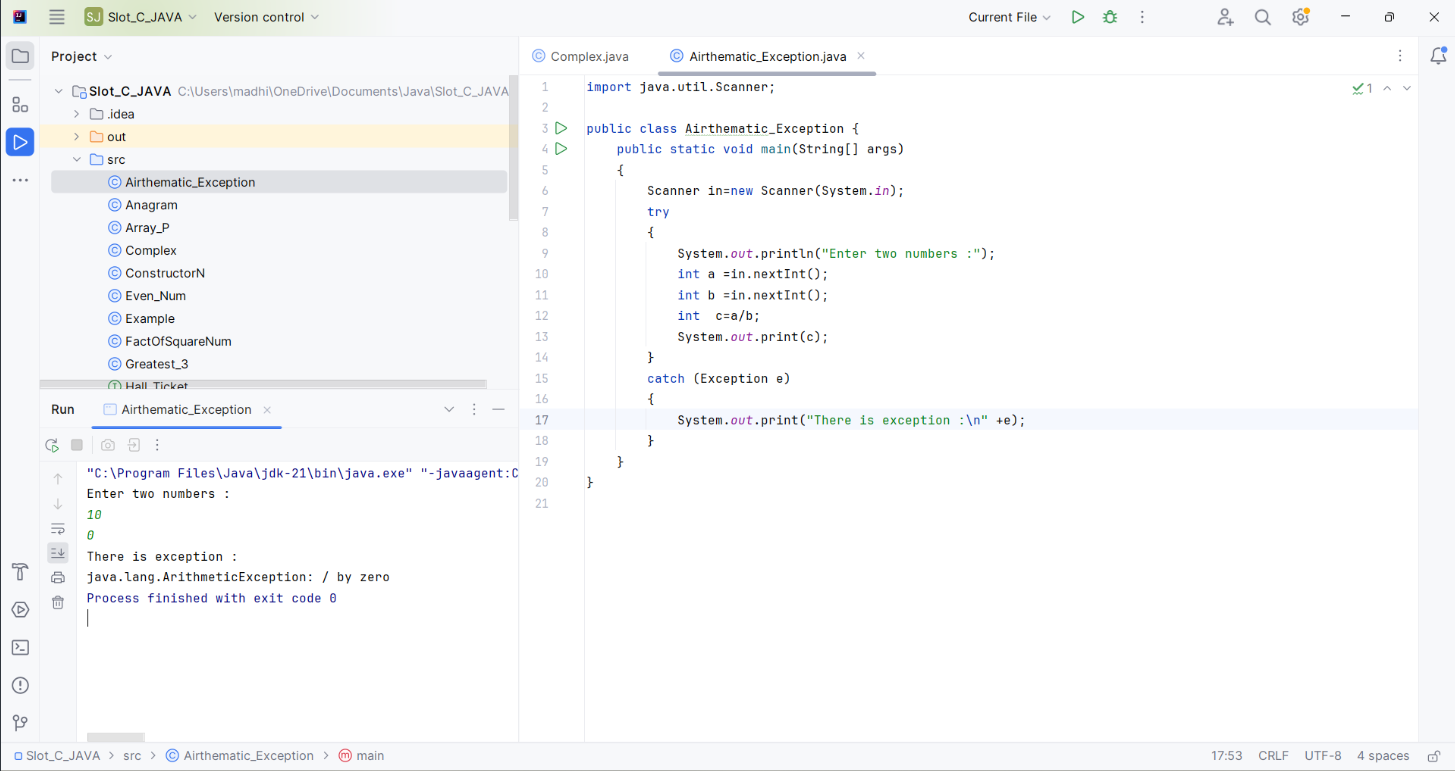 SJ Slot_C_JAVA Version control Current File
Project
Slot_C_JAVA C:\Users\madhi\OneDrive\Documents\Java\Slot_C_JAVA
.idea
out
src
Airthematic_Exception
Anagram
Array_P
Complex
ConstructorN
Even_Num
Example
FactOfSquareNum
Greatest_3
Hall_Ticket
Complex.java Airthematic_Exception.java
1 import java.util.Scanner; 1
2
3 public class Airthematic_Exception {
4 public static void main(String[] args)
5 {
6 Scanner in=new Scanner(System.in);
7 try
8 {
9 System.out.println("Enter two numbers :");
10 int a =in.nextInt();
11 int b =in.nextInt();
12 int  c=a/b;
13 System.out.print(c);
14 }
15 catch (Exception e)
16 {
17 System.out.print("There is exception :\n" +e);
18 }
19 }
20 }
21
Run Airthematic_Exception
"C:\Program Files\Java\jdk-21\bin\java.exe" "-javaagent:C
Enter two numbers :
10
0
There is exception :
java.lang.ArithmeticException: / by zero
Process finished with exit code 0
Slot_C_JAVA > src > Airthematic_Exception > m main 17:53 CRLF UTF-8 4 spaces